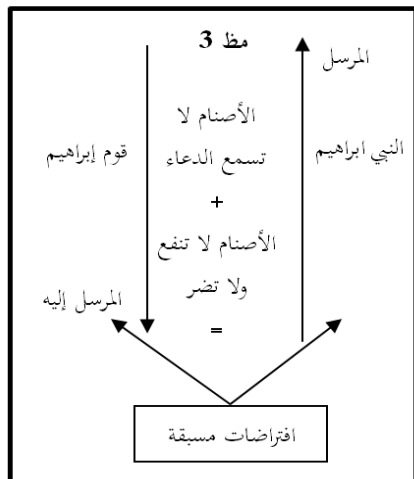 مظ 3
المرسل
الأصنام لا
تسمع الدعاء
النبي ابراهيم
قوم إبراهيم
+
الأصنام لا تنفع
ولا تضر
المرسل إليه
=
افتراضات مسبقة